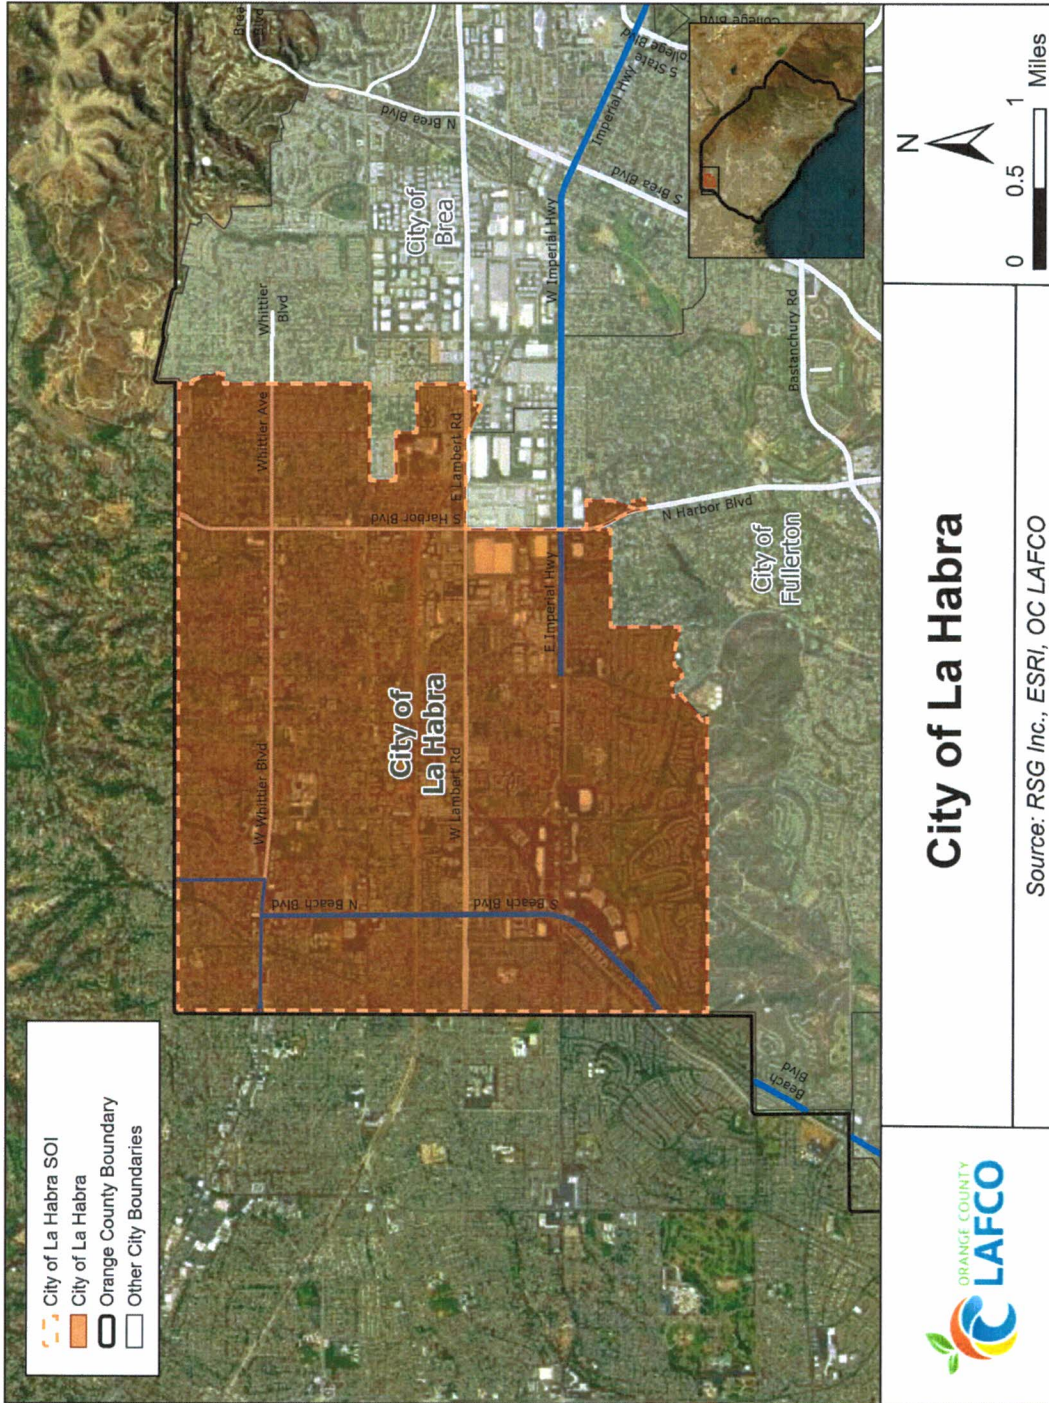 City of La Habra SOI
City of La Habra
Orange County Boundary
Other City Boundaries
Brea
Blvd
Whittier
Blvd
W Whittier Blvd
Whittier Ave
N Beach Blvd
S Harbor Blvd
N Brea Blvd
City of
La Habra
City of
Brea
W Lambert Rd
E Lambert Rd
S Beach Blvd
E Imperial Hwy
W Imperial Hwy
Imperial Hwy
S State
College Blvd
S Brea Blvd
N Harbor Blvd
City of
Fullerton
Beach
Blvd
Bastanchury Rd
College Blvd
ORANGE COUNTY
LAFCO
City of La Habra
Source: RSG Inc., ESRI, OC LAFCO
N
0 0.5 1
Miles